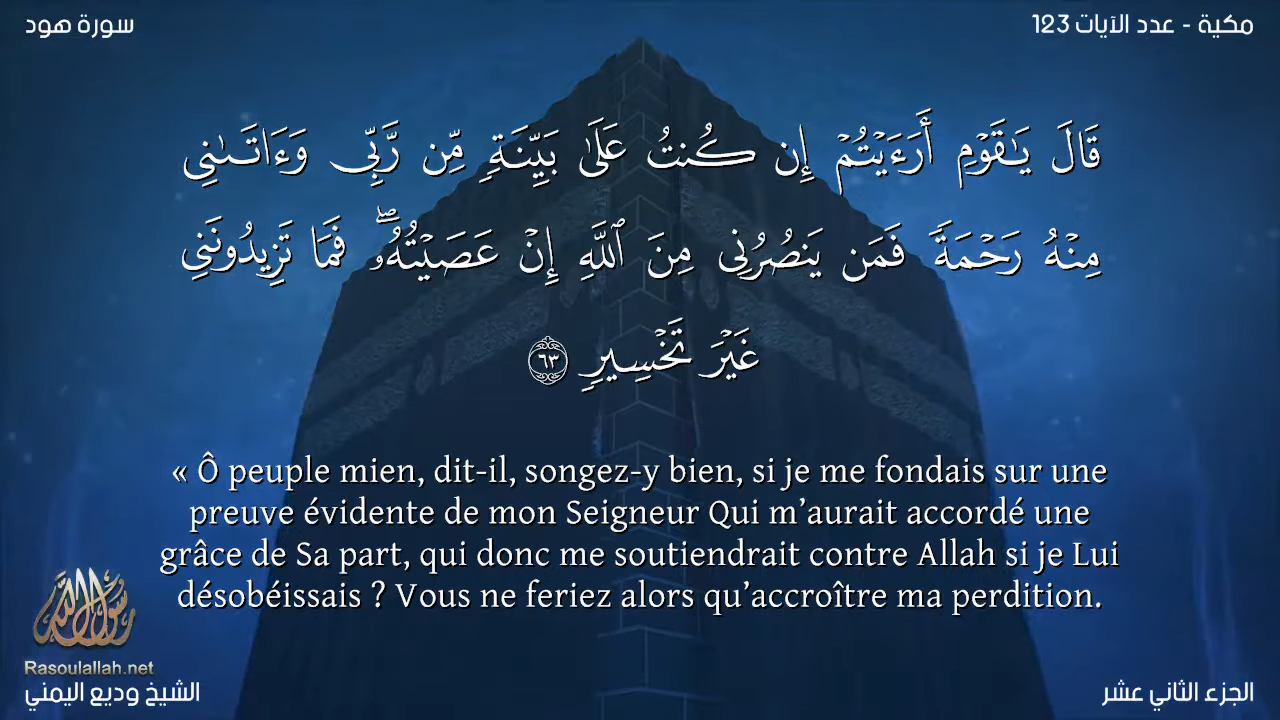 مكية - عدد الآيات 123
سورة هود
قَالَ يَـٰقَوْمِ أَرَءَيْتُمْ إِن كُنتُ عَلَىٰ بَيِّنَةٍ مِّن رَّبِّى وَءَاتَىٰنِى
مِنْهُ رَحْمَةً فَمَن يَنصُرُنِى مِنَ ٱللَّهِ إِنْ عَصَيْتُهُۥ ۖ فَمَا تَزِيدُونَنِى
غَيْرَ تَخْسِيرٍ ٦٣
« Ô peuple mien, dit-il, songez-y bien, si je me fondais sur une
preuve évidente de mon Seigneur Qui m’aurait accordé une
grâce de Sa part, qui donc me soutiendrait contre Allah si je Lui
désobéissais ? Vous ne feriez alors qu’accroître ma perdition.
رسول الله
Rasoulallah.net
الجزء الثاني عشر
الشيخ وديع اليمني